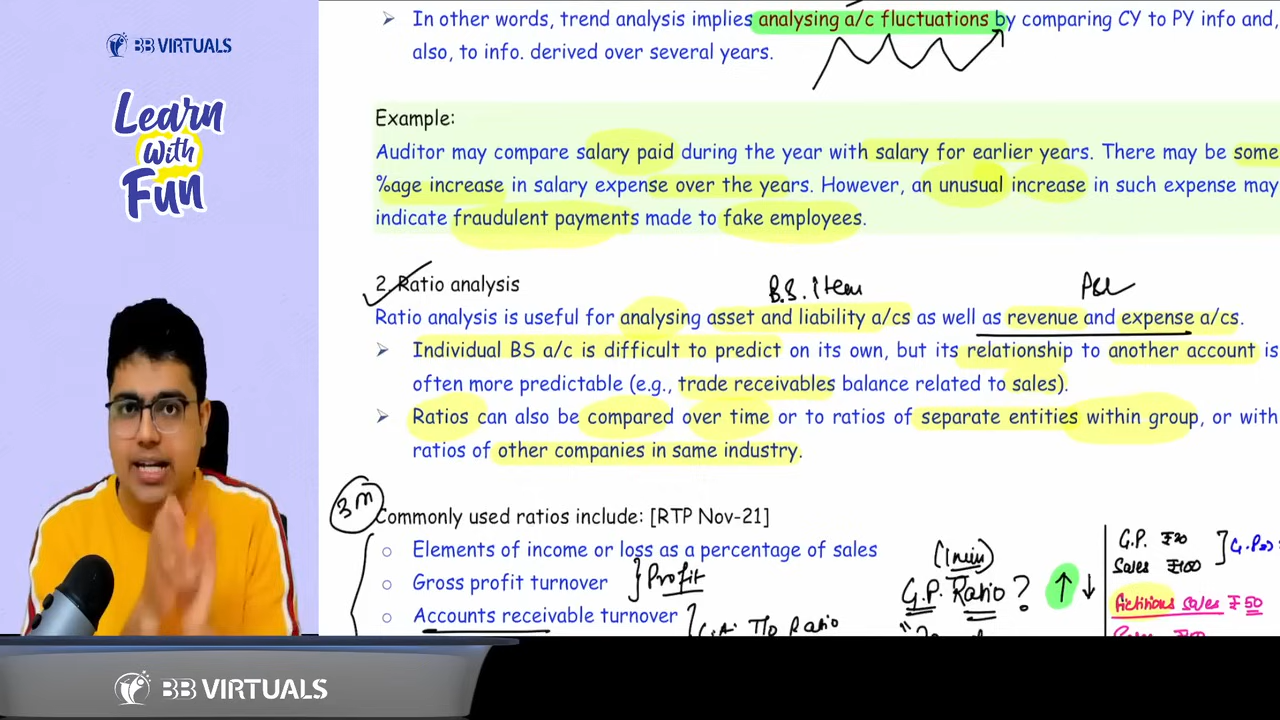 BB VIRTUALS
Learn
With
Fun
➢ In other words, trend analysis implies analysing a/c fluctuations by comparing CY to PY info and,
also, to info. derived over several years.
Example:
Auditor may compare salary paid during the year with salary for earlier years. There may be some
%age increase in salary expense over the years. However, an unusual increase in such expense may
indicate fraudulent payments made to fake employees.
2. Ratio analysis
B.S. item P&L
Ratio analysis is useful for analysing asset and liability a/cs as well as revenue and expense a/cs.
➢ Individual BS a/c is difficult to predict on its own, but its relationship to another account is
often more predictable (e.g., trade receivables balance related to sales).
➢ Ratios can also be compared over time or to ratios of separate entities within group, or with
ratios of other companies in same industry.
3m
Commonly used ratios include: [RTP Nov-21]
○ Elements of income or loss as a percentage of sales
○ Gross profit turnover } Profit
○ Accounts receivable turnover
T/o Ratio
(1 min)
G.P. Ratio ? ↑ ↓
G.P. ₹20
Sales ₹100
Fictitious sales ₹50
BB VIRTUALS